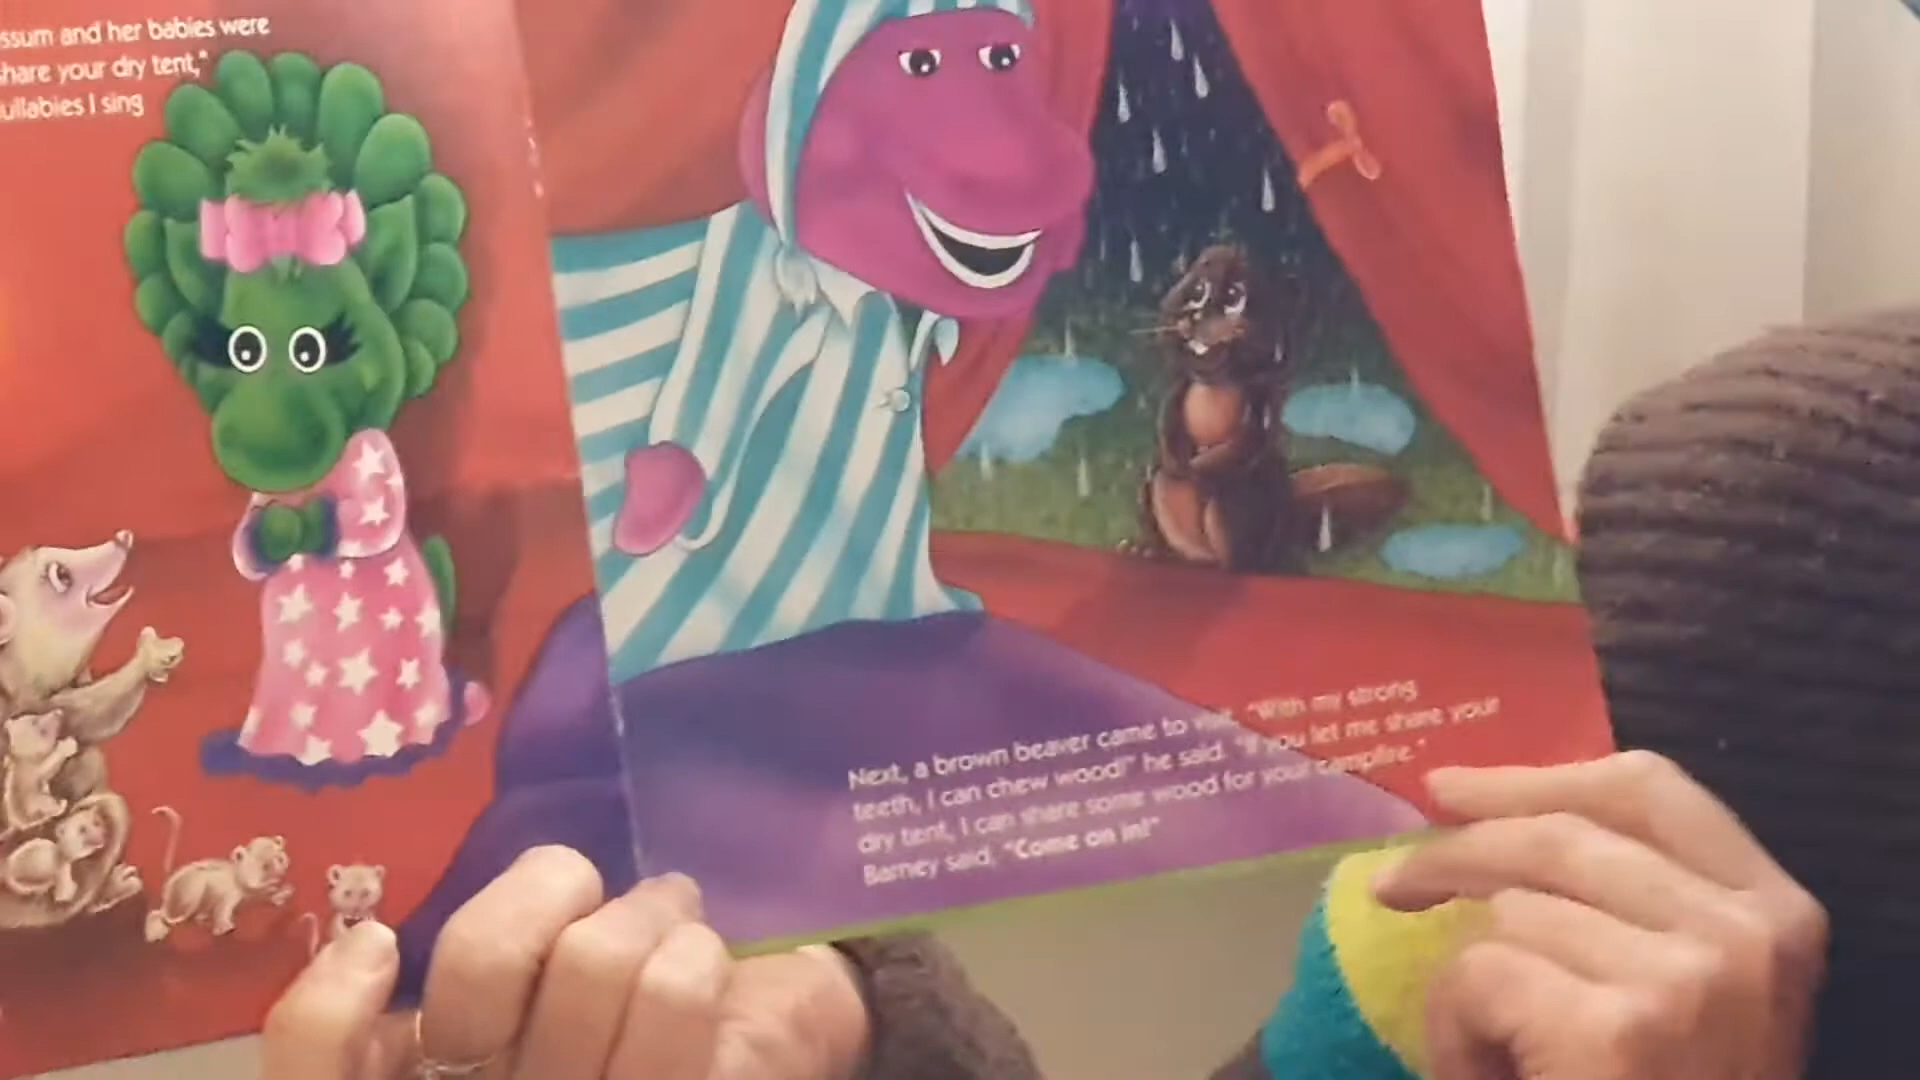 ssum and her babies were
share your dry tent,"
ullabies I sing
Next, a brown beaver came to visit. "With my strong
teeth, I can chew wood!" he said. "If you let me share your
dry tent, I can share some wood for your campfire."
Barney said, "Come on in!"